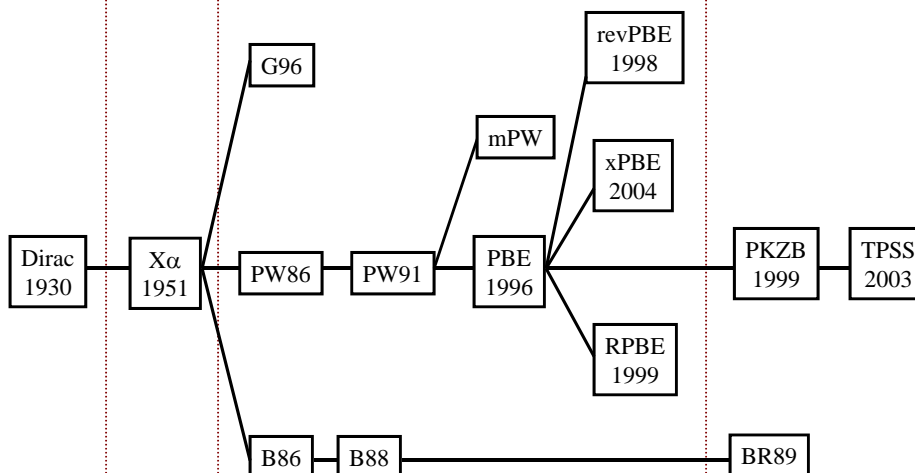 revPBE
1998
G96
mPW
xPBE
2004
Dirac
1930
Xα
1951
PW86
PW91
PBE
1996
PKZB
1999
TPSS
2003
RPBE
1999
B86
B88
BR89